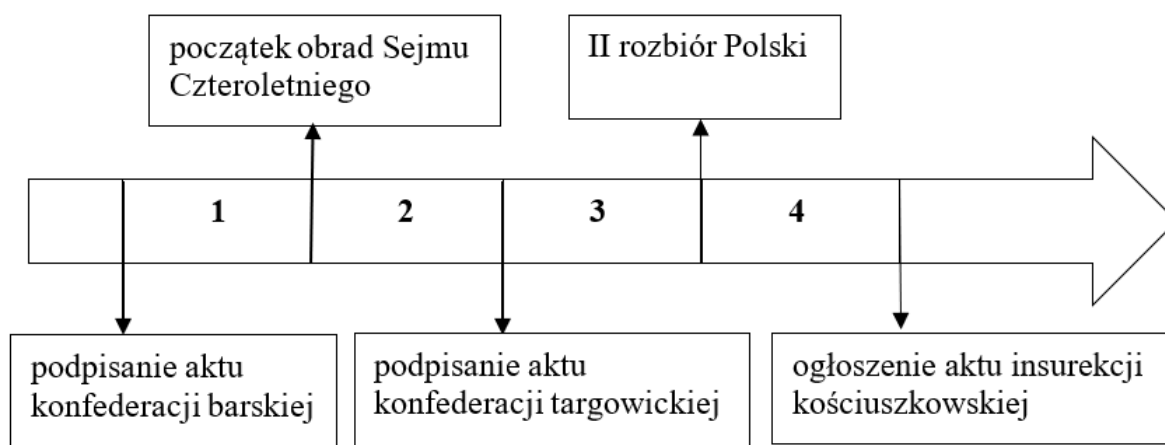 początek obrad Sejmu
Czteroletniego
II rozbiór Polski
1
2
3
4
podpisanie aktu
konfederacji barskiej
podpisanie aktu
konfederacji targowickiej
ogłoszenie aktu insurekcji
kościuszkowskiej